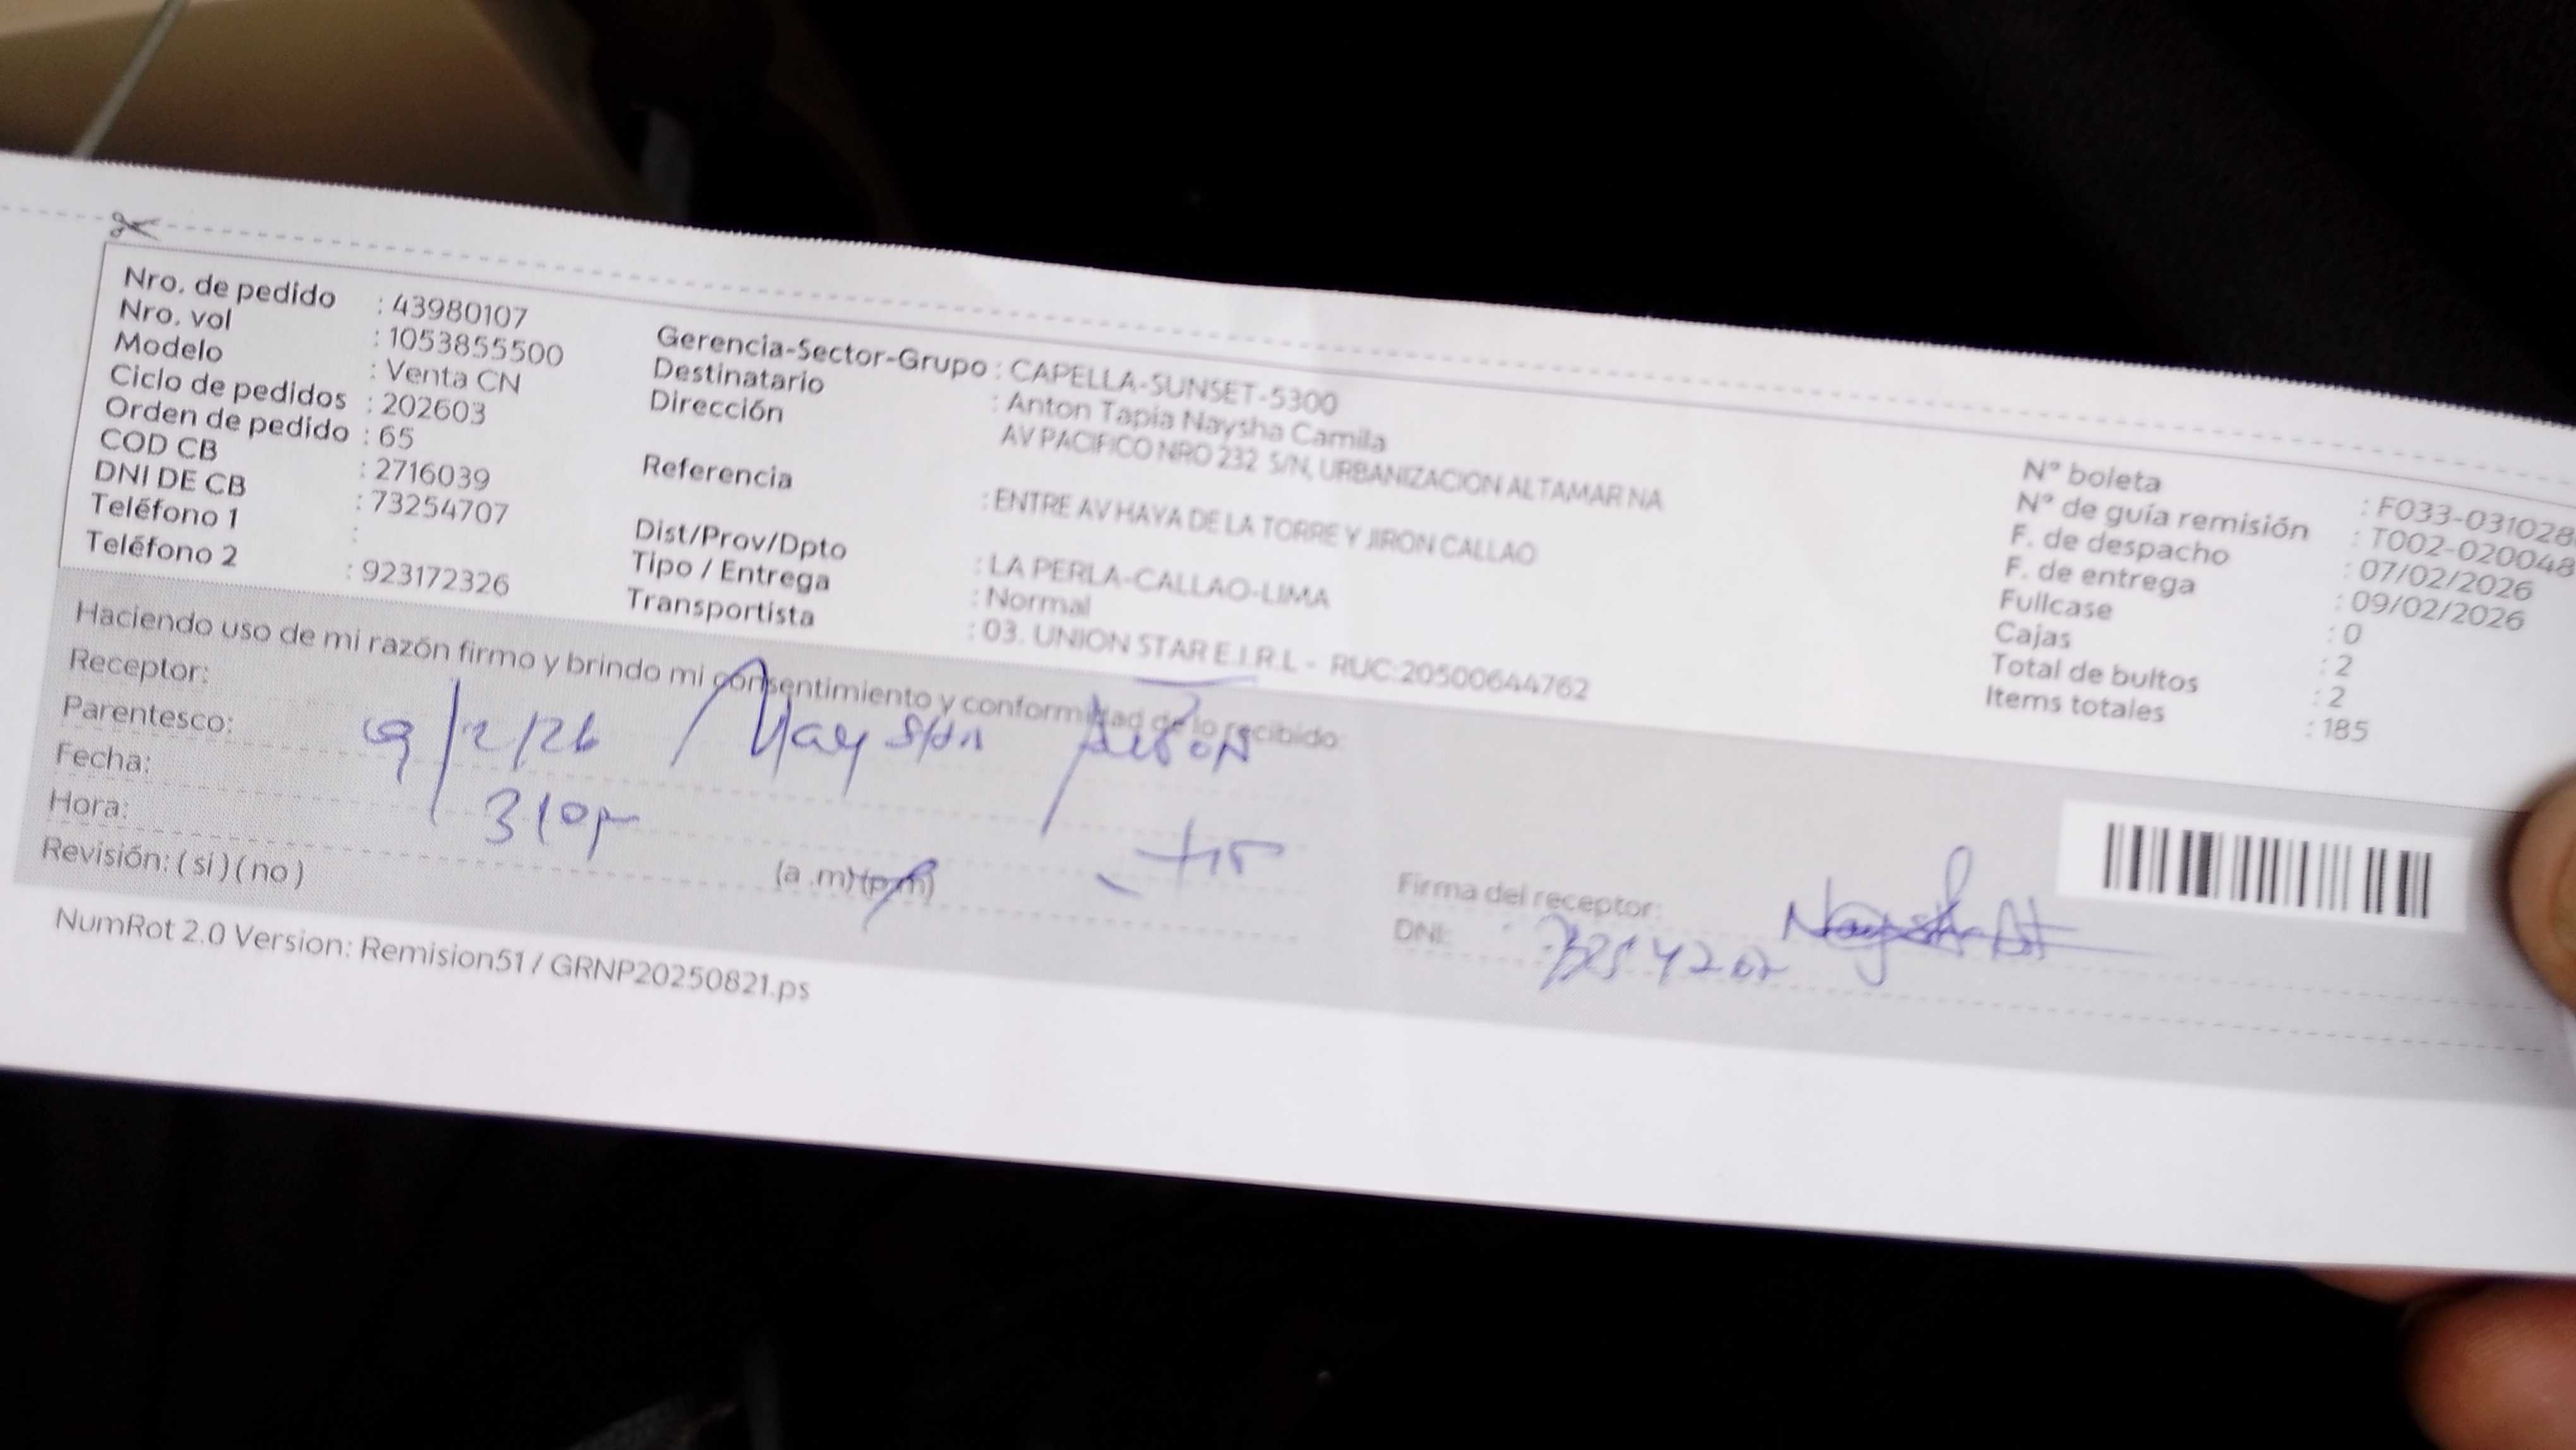 Nro. de pedido : 43980107
Nro. vol : 1053855500
Modelo : Venta CN
Ciclo de pedidos : 202603
Orden de pedido : 65
COD CB : 2716039
DNI DE CB : 73254707
Teléfono 1 :
Teléfono 2 : 923172326
Gerencia-Sector-Grupo : CAPELLA-SUNSET-5300
Destinatario : Anton Tapia Naysha Camila
Dirección AV PACIFICO NRO 232 S/N, URBANIZACION ALTAMAR NA
Referencia : ENTRE AV HAYA DE LA TORRE Y JIRON CALLAO
Dist/Prov/Dpto : LA PERLA-CALLAO-LIMA
Tipo / Entrega : Normal
Transportista : 03. UNION STAR E.I.R.L - RUC:20500644762
N° boleta : F033-031028
N° de guía remisión : T002-020048
F. de despacho : 07/02/2026
F. de entrega : 09/02/2026
Fullcase : 0
Cajas : 2
Total de bultos : 2
Items totales : 185
Haciendo uso de mi razón firmo y brindo mi consentimiento y conformidad de lo recibido:
Receptor: Naysha Anton
Parentesco: 9/2/26
Fecha: 310p
Hora: (a .m) (p.m)
Revisión: ( si ) ( no )
Firma del receptor:
DNI:
NumRot 2.0 Version: Remision51 / GRNP20250821.ps